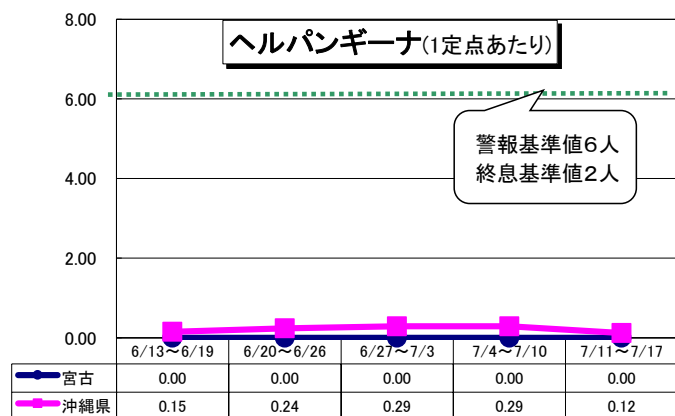 ヘルパンギーナ(1定点あたり)
8.00
6.00
4.00
2.00
0.00
警報基準値6人
終息基準値2人
6/13～6/19 6/20～6/26 6/27～7/3 7/4～7/10 7/11～7/17
宮古 0.00 0.00 0.00 0.00 0.00
沖縄県 0.15 0.24 0.29 0.29 0.12